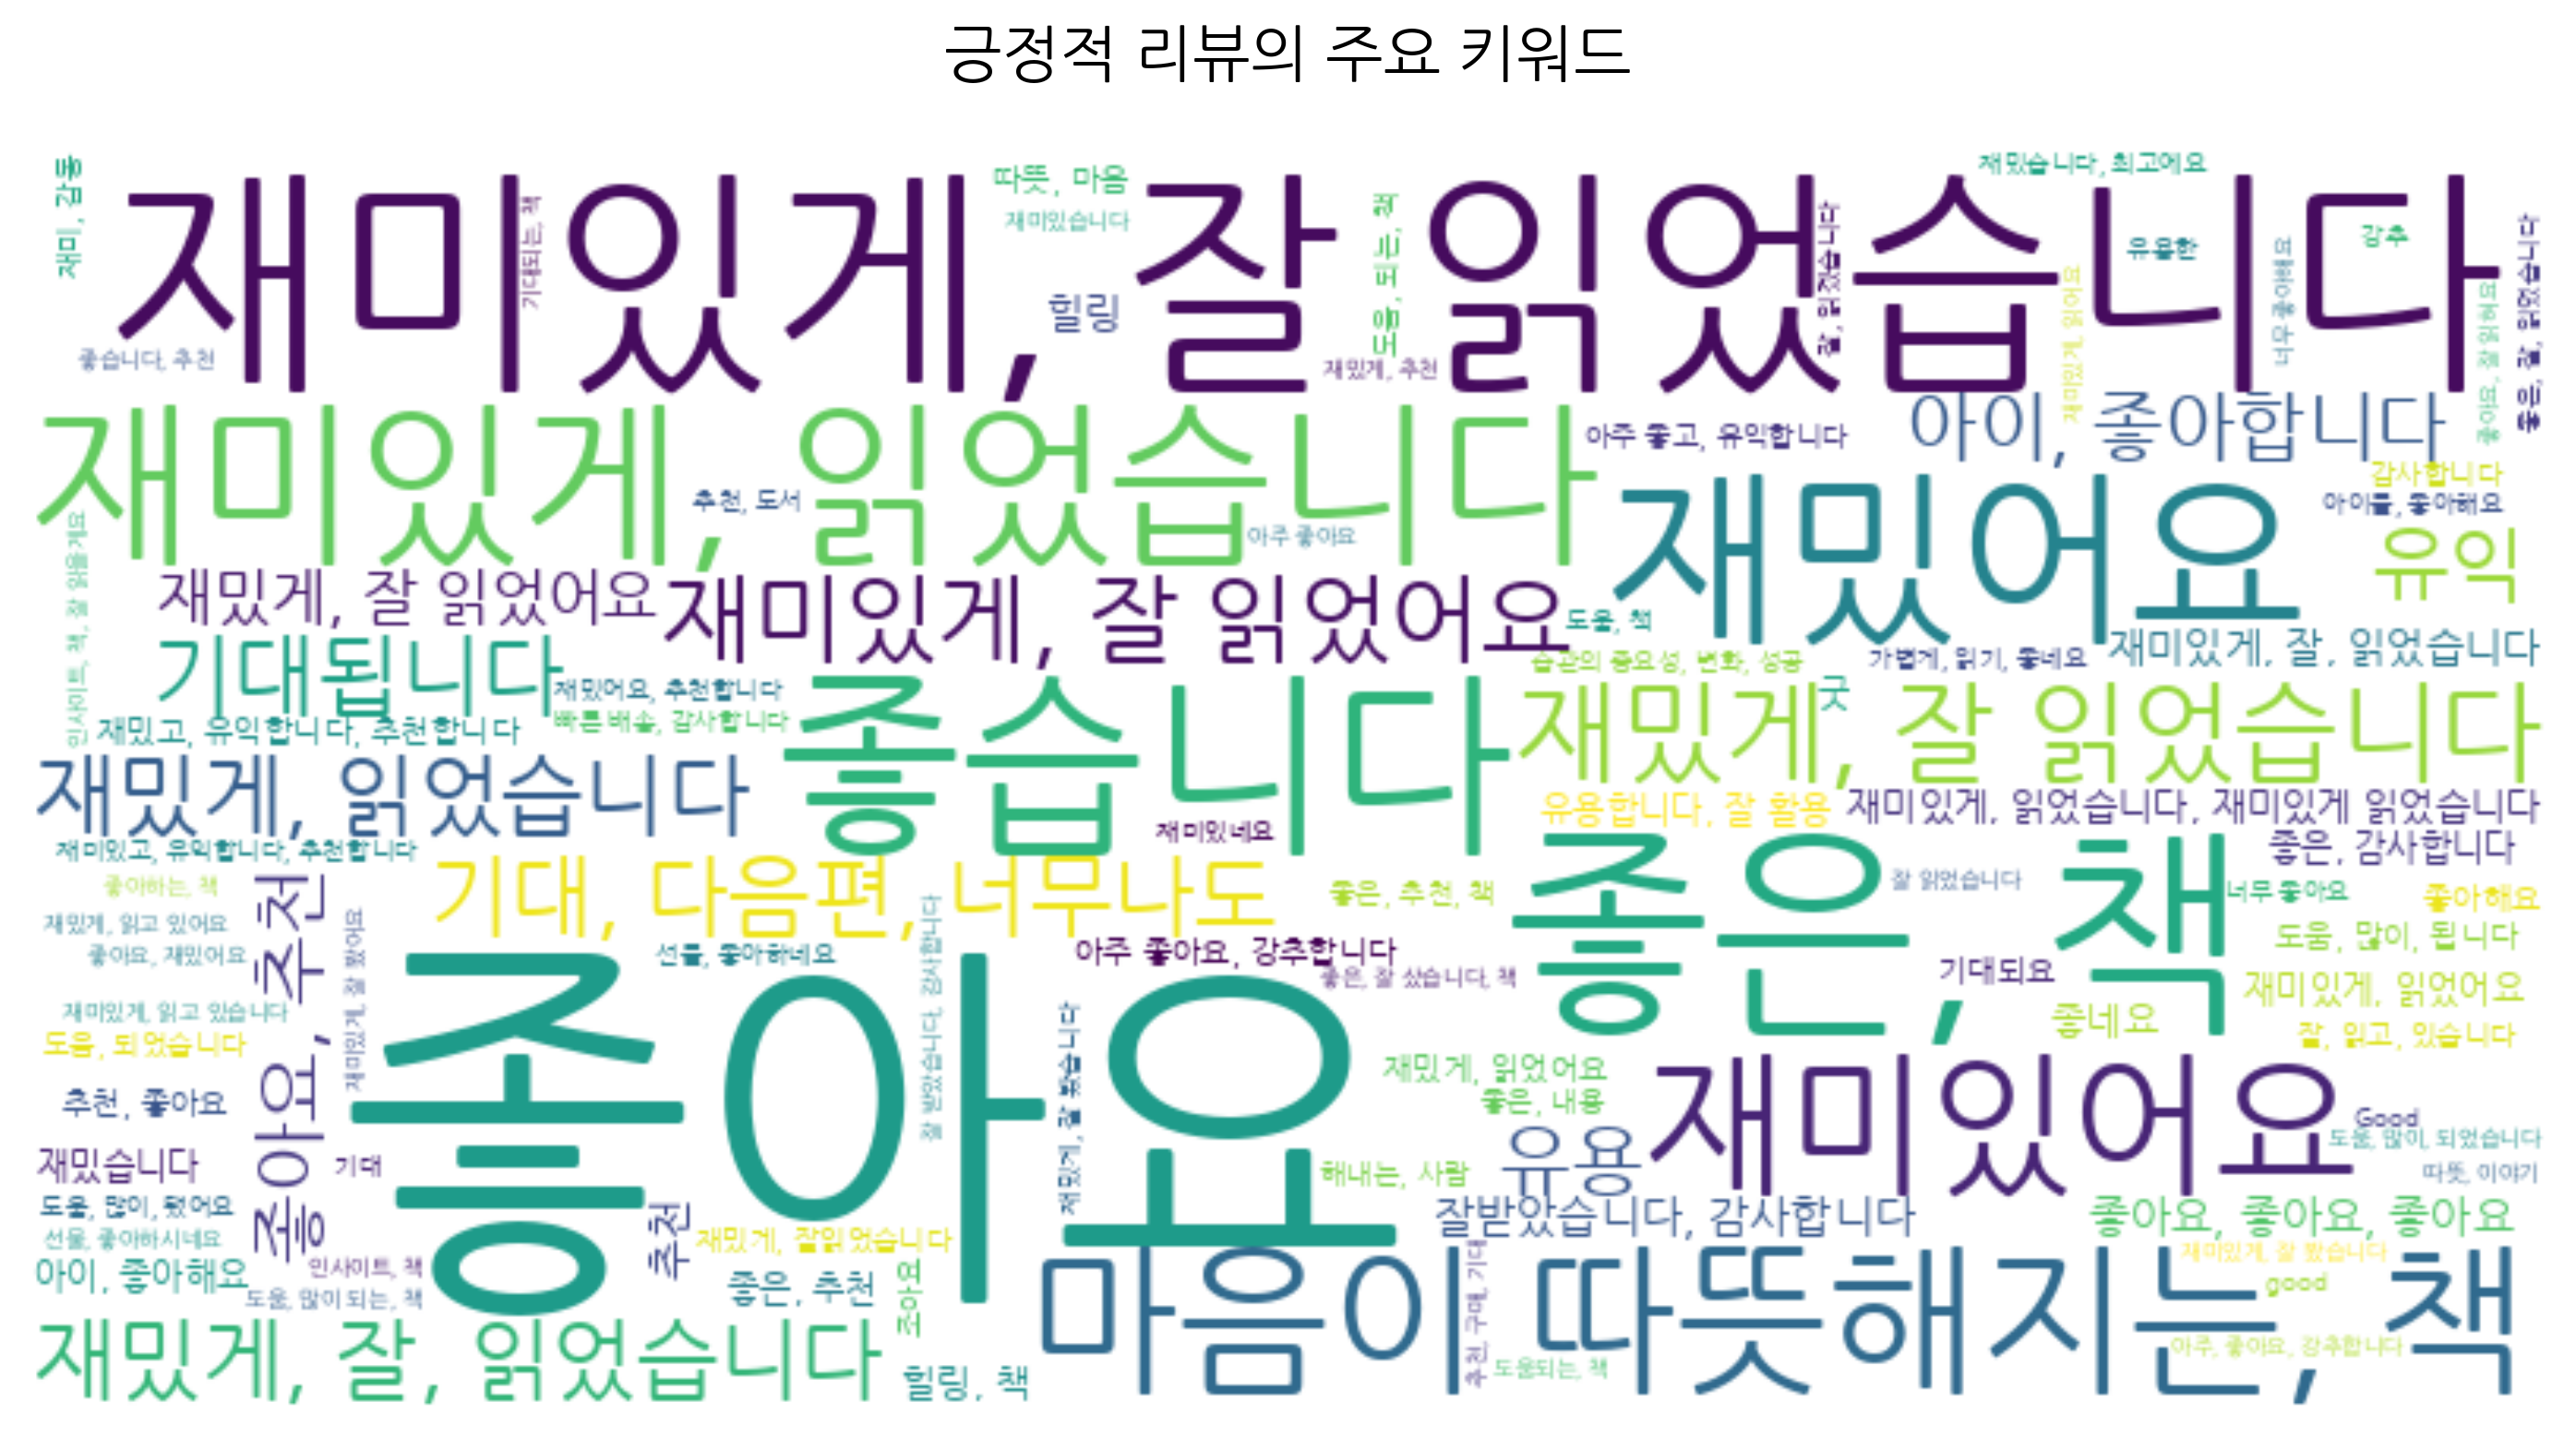 긍정적 리뷰의 주요 키워드
재미, 감동
재미있게, 잘 읽었습니다
기대되는, 책
따뜻, 마음
재미있습니다
힐링
도움, 되는, 책
재밌게, 추천
재밌습니다, 최고예요
유용한
강추
너무 좋아해요
재미있게, 읽어요
좋아요, 잘 읽혀요
좋은, 잘, 읽었습니다
잘, 읽겠습니다
좋습니다, 추천
재미있게, 읽었습니다
추천, 도서
아주 좋아요
아주 좋고, 유익합니다
아이, 좋아합니다
감사합니다
아이들, 좋아해요
재밌어요
유익
인사이트, 책, 잘 읽을게요
재밌게, 잘 읽었어요
재미있게, 잘 읽었어요
도움, 책
습관의 중요성, 변화, 성공
가볍게, 읽기, 좋네요
재미있게, 잘, 읽었습니다
기대됩니다
재밌어요, 추천합니다
빠른 배송, 감사합니다
재밌고, 유익합니다, 추천합니다
좋습니다
재밌게, 잘 읽었습니다
굿
재밌게, 읽었습니다
재미있네요
유용합니다, 잘 활용
재미있게, 읽었습니다, 재미있게 읽었습니다
재미있고, 유익합니다, 추천합니다
좋은, 감사합니다
좋아하는, 책
기대, 다음편, 너무나도
좋은, 추천, 책
좋은, 책
잘 읽었습니다
너무 좋아요
좋아해요
재밌게, 읽고 있어요
좋아요, 재밌어요
좋아요, 추천
재미있게, 잘 봤어요
선물, 좋아하네요
잘 받았습니다, 감사합니다
아주 좋아요, 강추합니다
좋은, 잘 샀습니다, 책
기대되요
도움, 많이, 됩니다
재미있게, 읽었어요
좋네요
잘, 읽고, 있습니다
재미있게, 읽고 있습니다
도움, 되었습니다
좋아요
재밌게, 잘 봤습니다
재밌게, 읽었어요
좋은, 내용
재미있어요
Good
도움, 많이, 되었습니다
추천, 좋아요
재밌습니다
기대
해내는, 사람
유용
따뜻, 이야기
도움, 많이, 됐어요
선물, 좋아하시네요
추천
재밌게, 잘읽었습니다
잘받았습니다, 감사합니다
좋아요, 좋아요, 좋아요
아이, 좋아해요
인사이트, 책
도움, 많이 되는, 책
좋은, 추천
조아요
마음이 따뜻해지는, 책
추천, 구매, 기대
재미있게, 잘 봤습니다
good
아주, 좋아요, 강추합니다
도움되는, 책
재밌게, 잘, 읽었습니다
힐링, 책